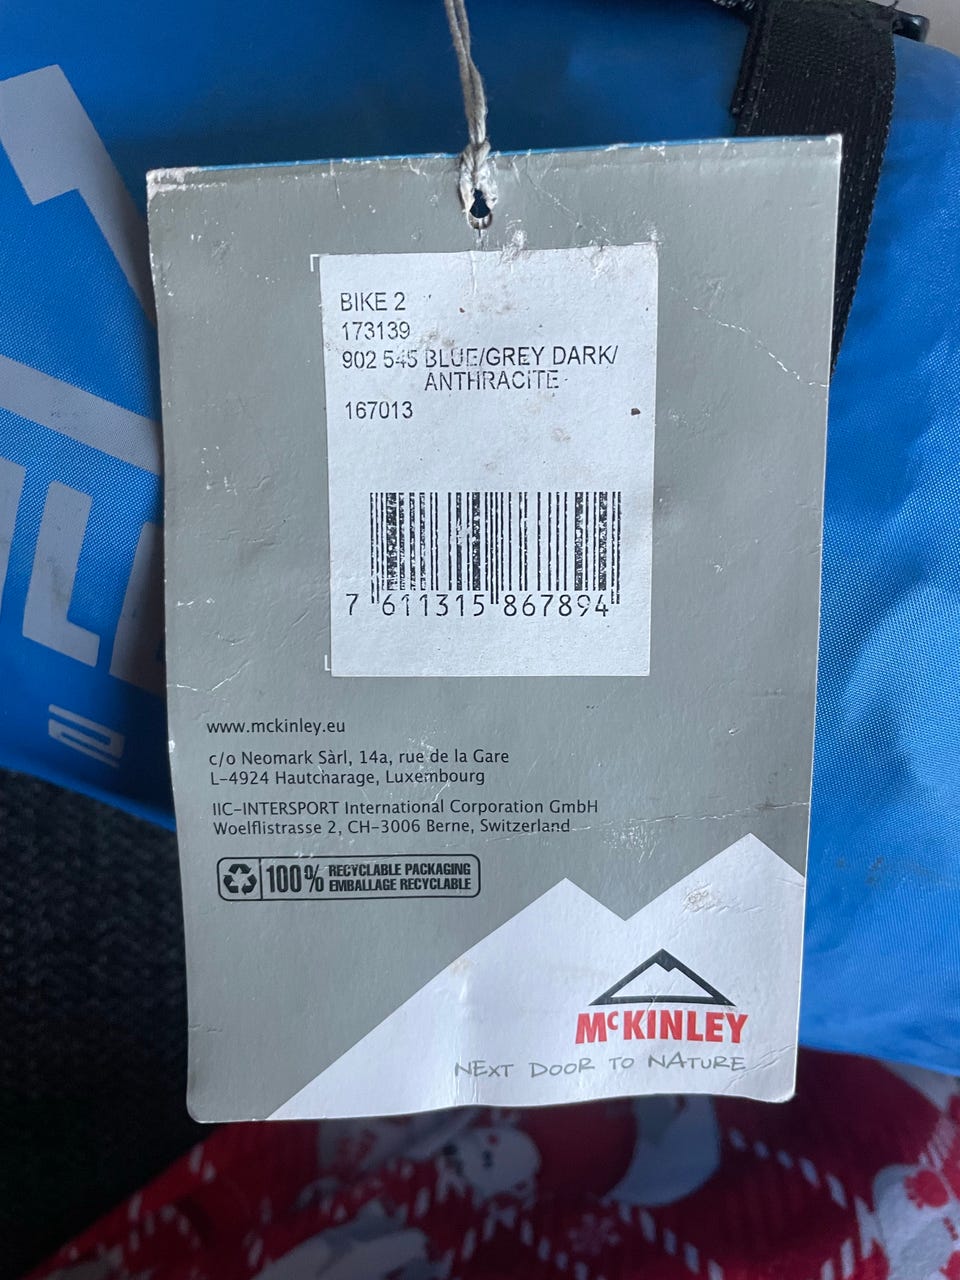 BIKE 2
173139
902 545 BLUE/GREY DARK/
ANTHRACITE
167013
7 611315 867894
www.mckinley.eu
c/o Neomark Sàrl, 14a, rue de la Gare
L-4924 Hautcharage, Luxembourg
IIC-INTERSPORT International Corporation GmbH
Woelflistrasse 2, CH-3006 Berne, Switzerland
100% RECYCLABLE PACKAGING
EMBALLAGE RECYCLABLE
McKINLEY
NEXT DOOR TO NATURE